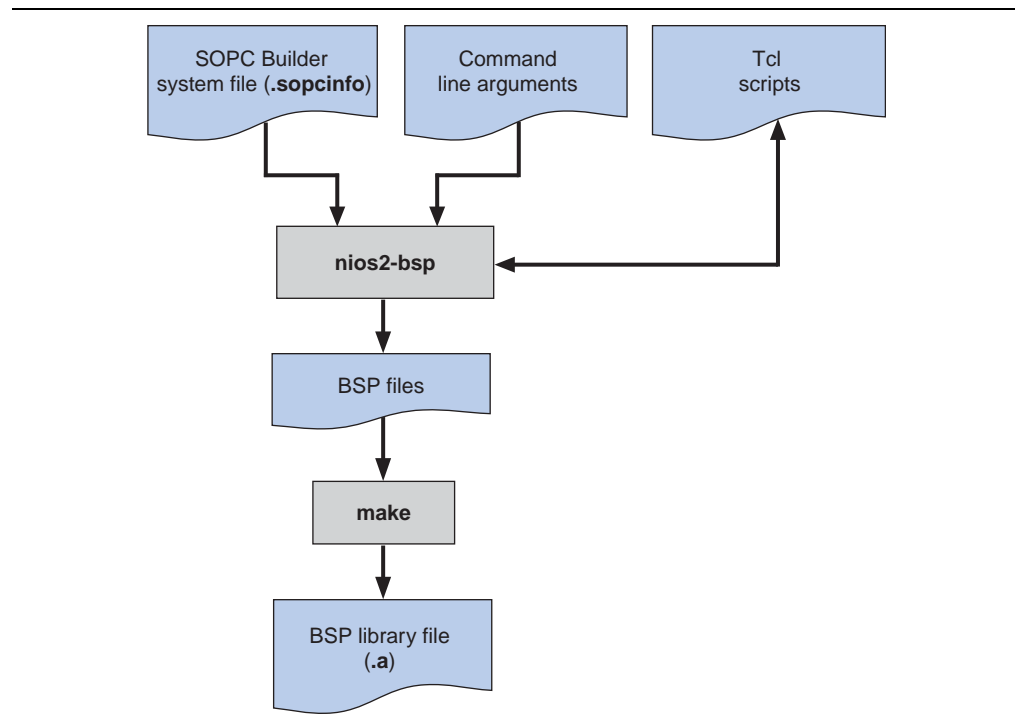 SOPC Builder
system file (.sopcinfo)
Command
line arguments
Tcl
scripts
nios2-bsp
BSP files
make
BSP library file
(.a)